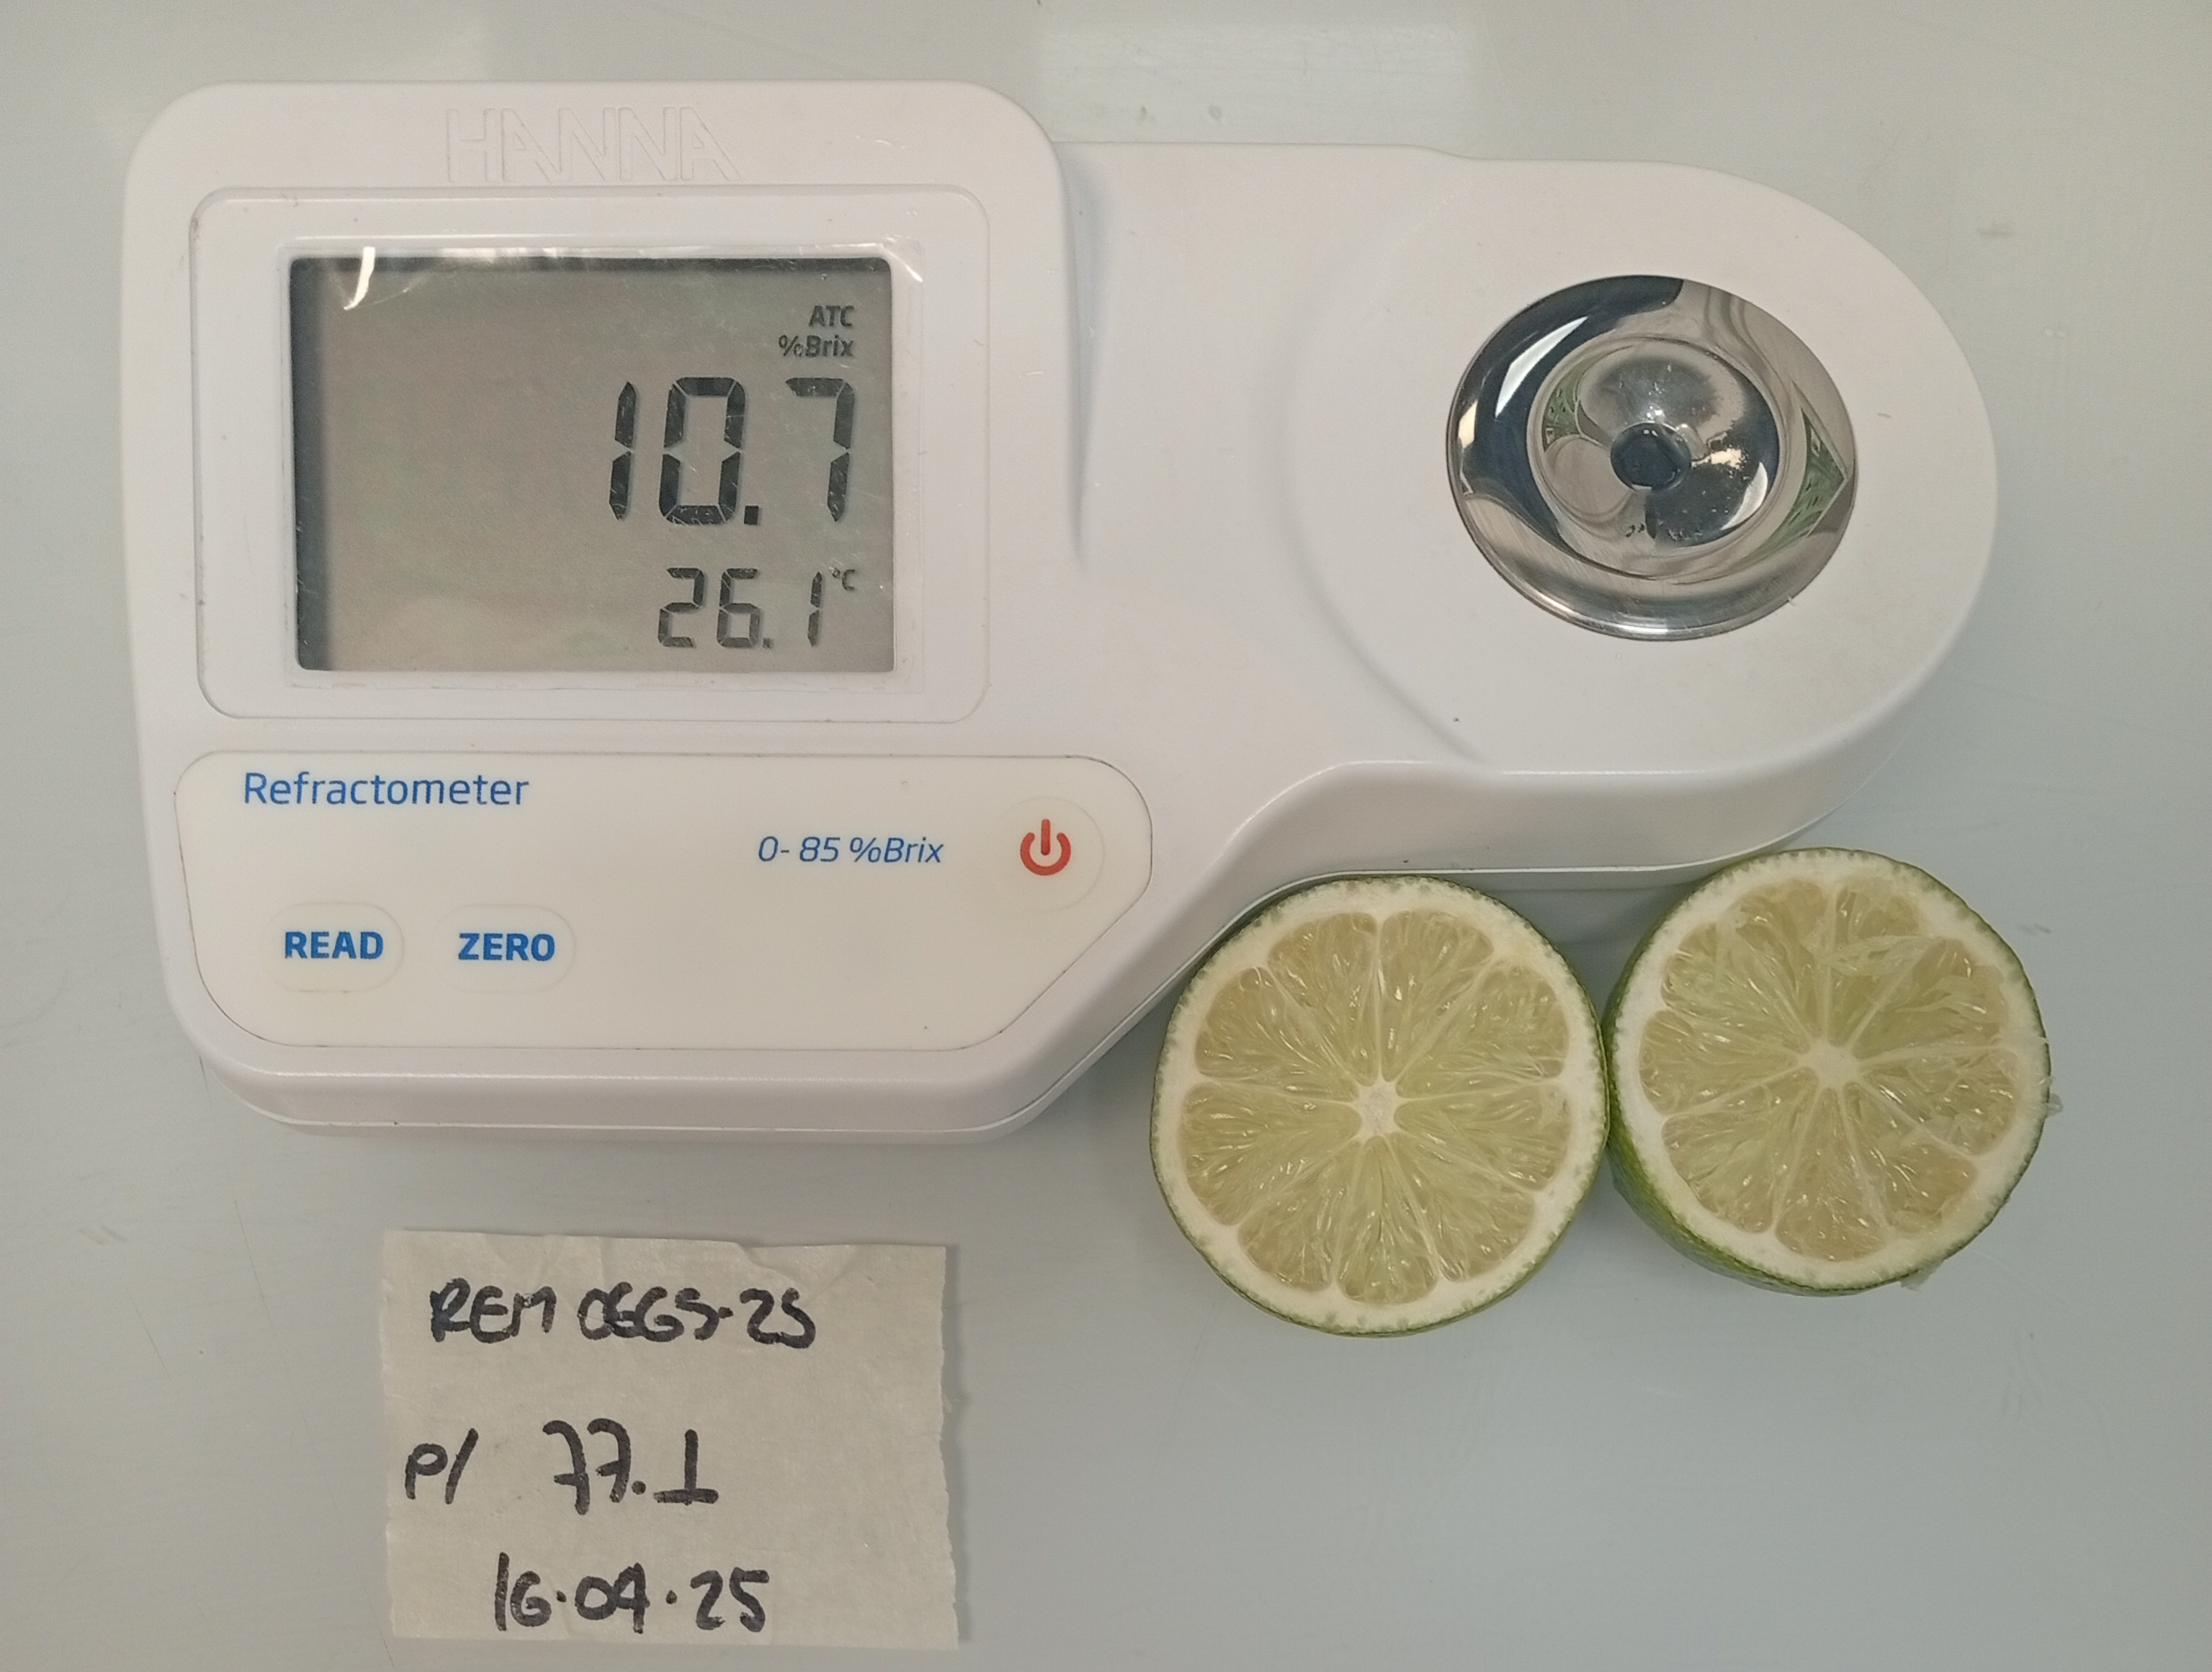 HANNA
ATC
%Brix
10.7
26.1 °C
Refractometer
0-85 %Brix
READ ZERO
REM 0665-25
P/ 77.1
16.04.25